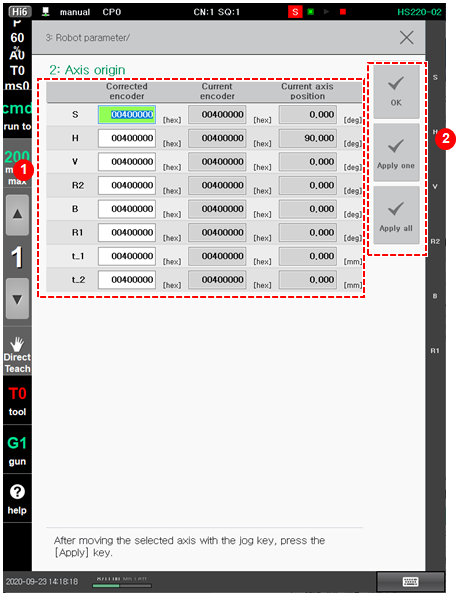 Hi6 manual CP0 CN:1 SQ:1 S HS220-02
P
60
%
A0
T0
ms0.
cmd
run to
200
max
1
Direct
Teach
T0
tool
G1
gun
?
help
3: Robot parameter/
2: Axis origin
Corrected encoder Current encoder Current axis position
S 00400000 [hex] 00400000 [hex] 0,000 [deg]
H 00400000 [hex] 00400000 [hex] 90,000 [deg]
V 00400000 [hex] 00400000 [hex] 0,000 [deg]
R2 00400000 [hex] 00400000 [hex] 0,000 [deg]
B 00400000 [hex] 00400000 [hex] 0,000 [deg]
R1 00400000 [hex] 00400000 [hex] 0,000 [deg]
t_1 00400000 [hex] 00400000 [hex] 0,000 [mm]
t_2 00400000 [hex] 00400000 [hex] 0,000 [mm]
1
OK
Apply one
Apply all
2
S
H
V
R2
B
R1
After moving the selected axis with the jog key, press the
[Apply] key.
2020-09-23 14:18:18